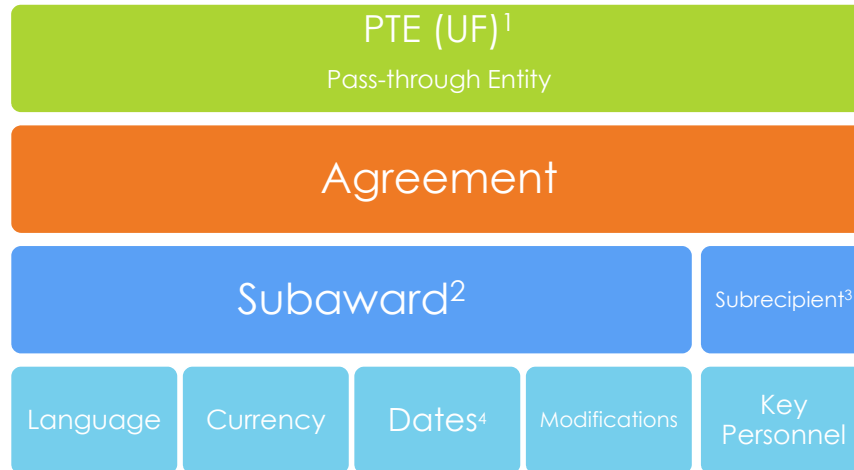 PTE (UF)¹
Pass-through Entity
Agreement
Subaward²
Subrecipient³
Language
Currency
Dates⁴
Modifications
Key
Personnel